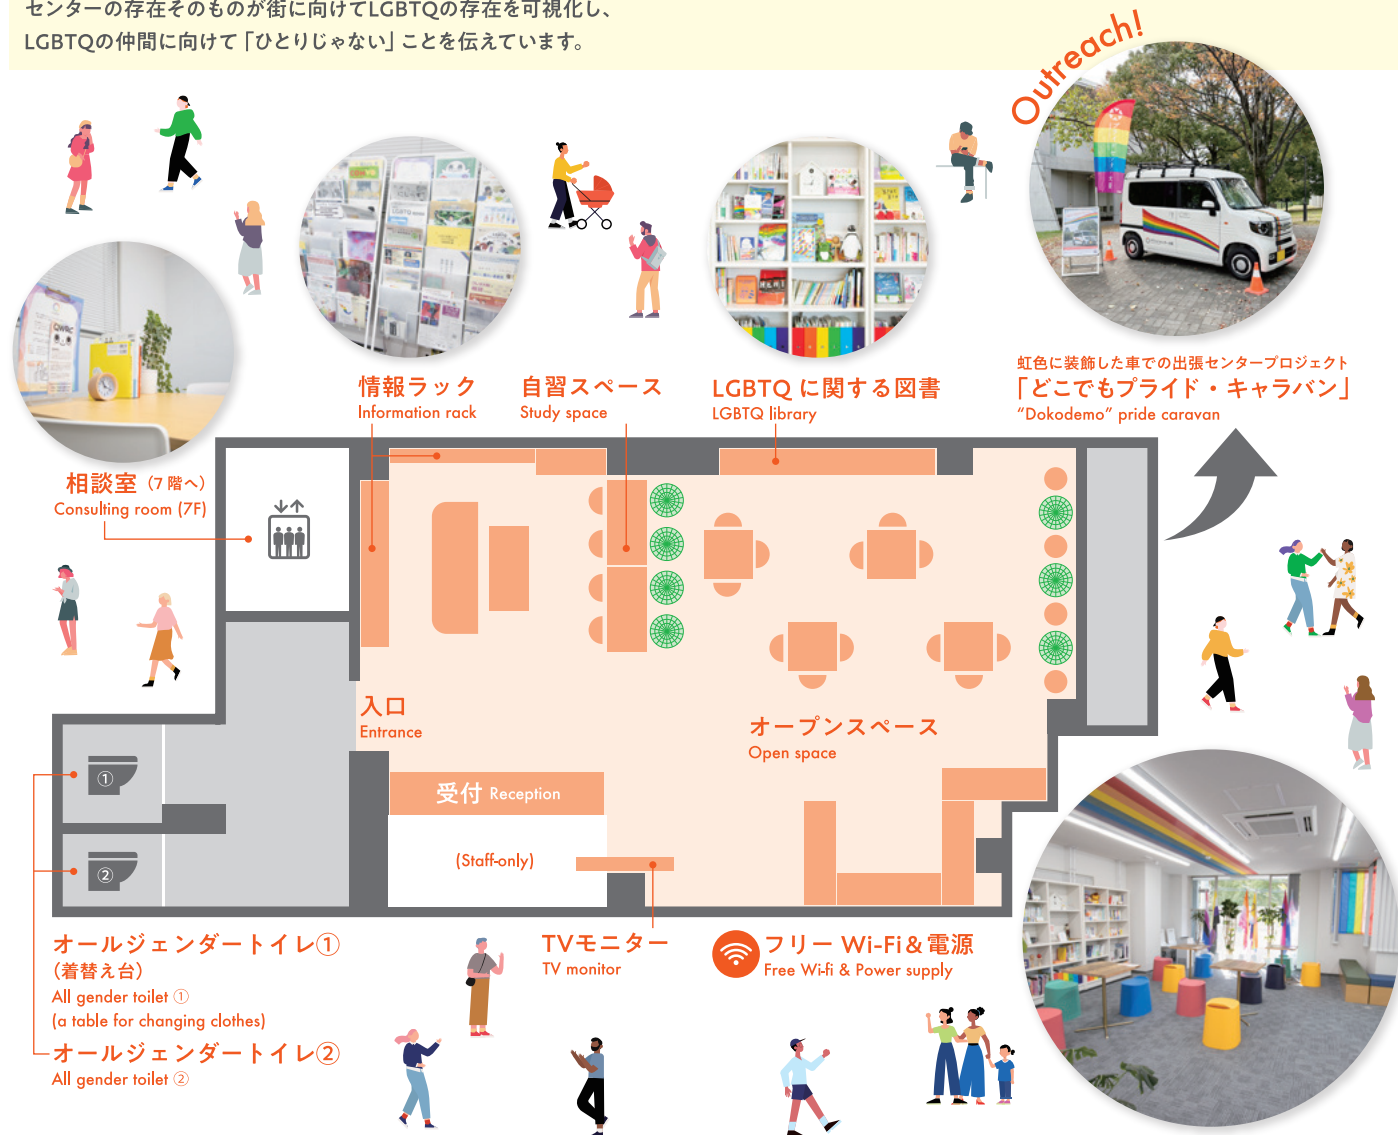 センターの存在そのものが街に向けてLGBTQの存在を可視化し、
LGBTQの仲間に向けて「ひとりじゃない」ことを伝えています。
Outreach!
虹色に装飾した車での出張センタープロジェクト
「どこでもプライド・キャラバン」
“Dokodemo” pride caravan
情報ラック
Information rack
自習スペース
Study space
LGBTQ に関する図書
LGBTQ library
QWRC
LGBTQ
相談室（7 階へ）
Consulting room (7F)
入口
Entrance
オープンスペース
Open space
受付 Reception
(Staff-only)
①
②
オールジェンダートイレ①
（着替え台）
All gender toilet ①
(a table for changing clothes)
オールジェンダートイレ②
All gender toilet ②
TVモニター
TV monitor
フリー Wi-Fi＆電源
Free Wi-fi & Power supply